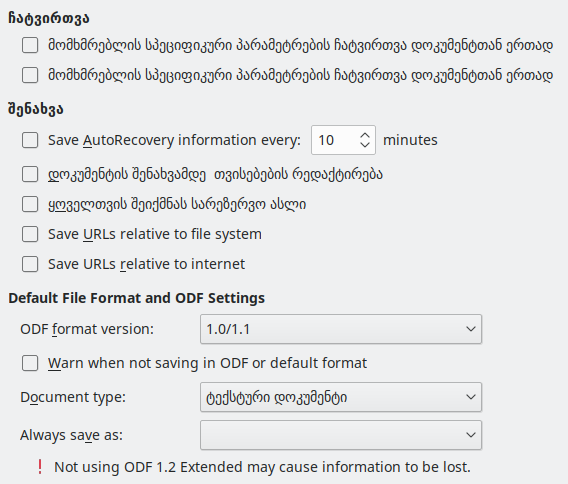 ჩატვირთვა
მომხმრებლის სპეციფიკური პარამეტრების ჩატვირთვა დოკუმენტთან ერთად
მომხმრებლის სპეციფიკური პარამეტრების ჩატვირთვა დოკუმენტთან ერთად
შენახვა
Save AutoRecovery information every: 10 minutes
დოკუმენტის შენახვამდე  თვისებების რედაქტირება
ყოველთვის შეიქმნას სარეზერვო ასლი
Save URLs relative to file system
Save URLs relative to internet
Default File Format and ODF Settings
ODF format version: 1.0/1.1
Warn when not saving in ODF or default format
Document type: ტექსტური დოკუმენტი
Always save as:
! Not using ODF 1.2 Extended may cause information to be lost.